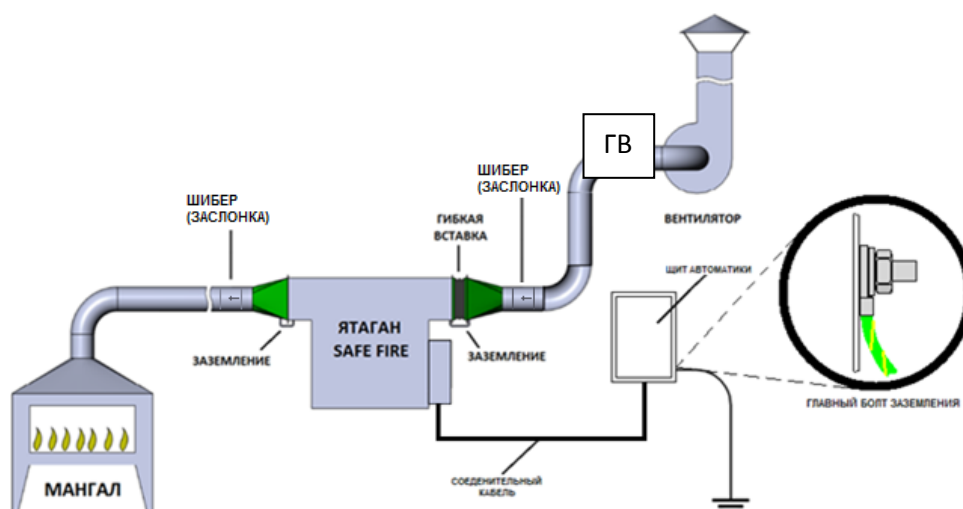 ГВ
ШИБЕР
(ЗАСЛОНКА)
ШИБЕР
(ЗАСЛОНКА)
ГИБКАЯ
ВСТАВКА
ВЕНТИЛЯТОР
ЩИТ АВТОМАТИКИ
ЯТАГАН
SAFE FIRE
ЗАЗЕМЛЕНИЕ
ЗАЗЕМЛЕНИЕ
ГЛАВНЫЙ БОЛТ ЗАЗЕМЛЕНИЯ
СОЕДЕНИТЕЛЬНЫЙ
КАБЕЛЬ
МАНГАЛ